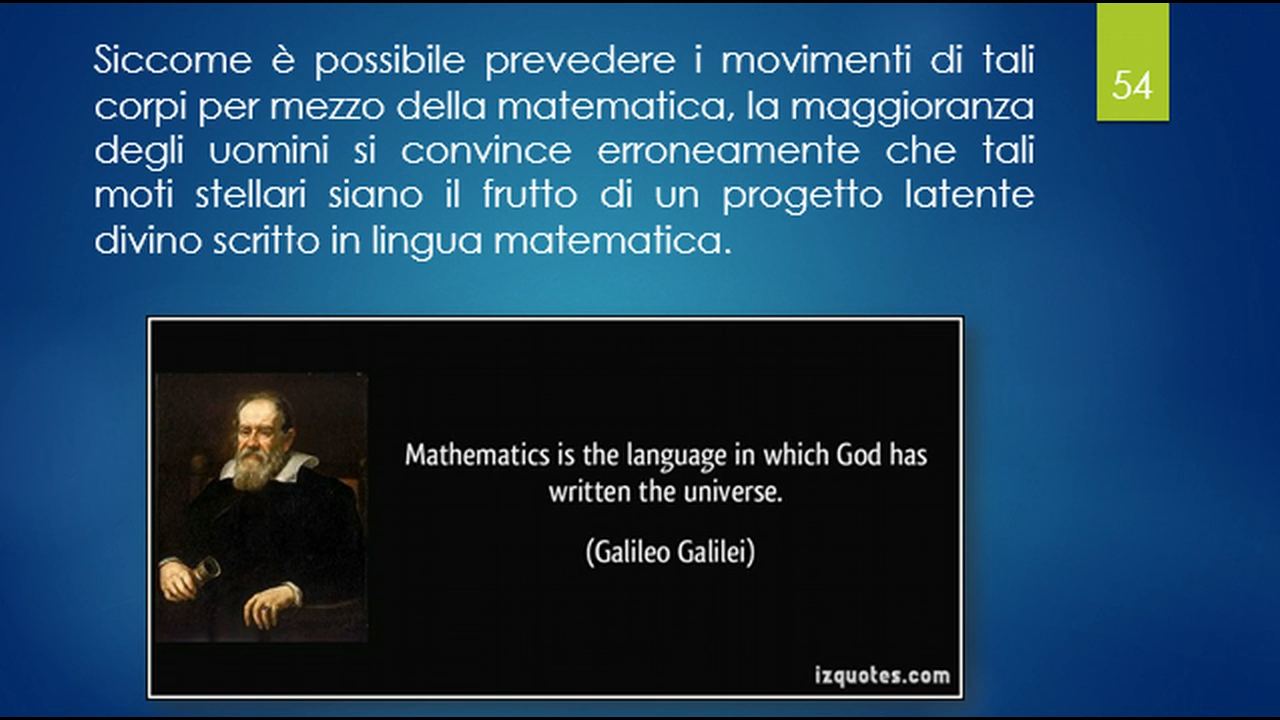 Siccome è possibile prevedere i movimenti di tali
corpi per mezzo della matematica, la maggioranza
degli uomini si convince erroneamente che tali
moti stellari siano il frutto di un progetto latente
divino scritto in lingua matematica.
54
Mathematics is the language in which God has
written the universe.
(Galileo Galilei)
izquotes.com